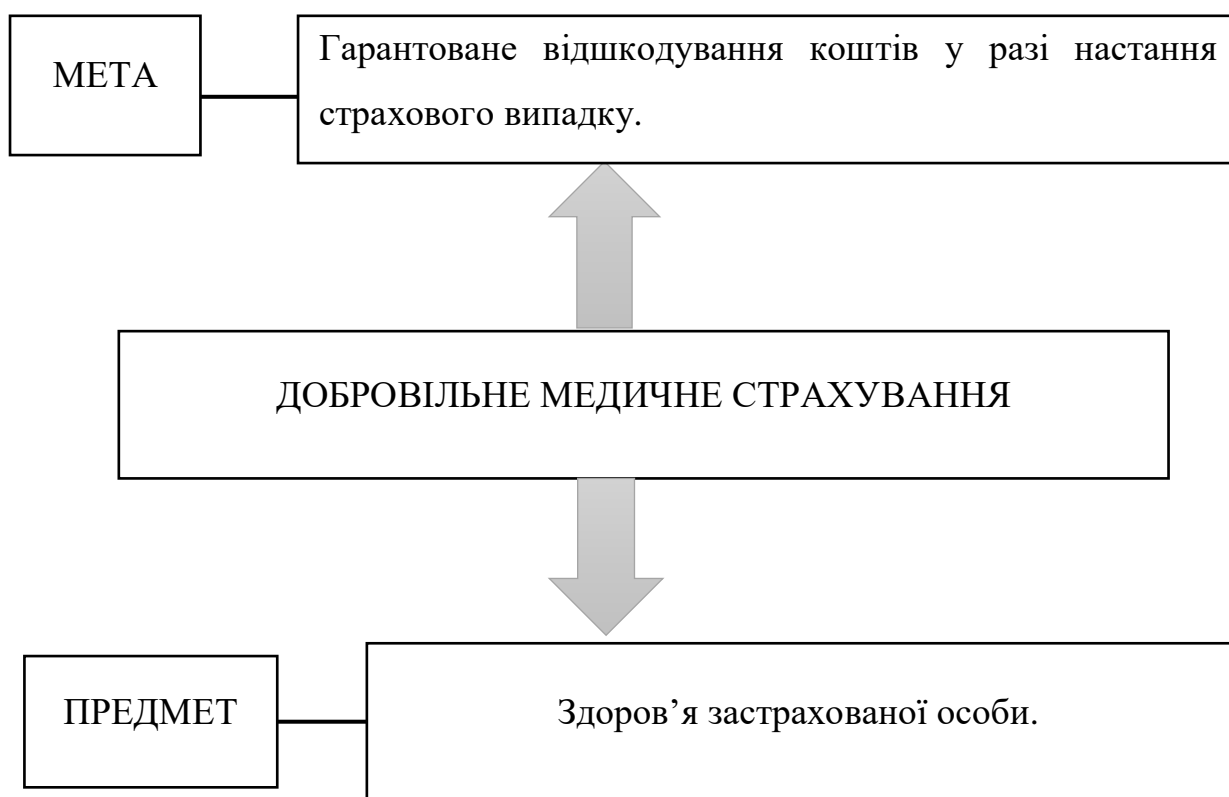 МЕТА
Гарантоване відшкодування коштів у разі настання
страхового випадку.
ДОБРОВІЛЬНЕ МЕДИЧНЕ СТРАХУВАННЯ
ПРЕДМЕТ
Здоров’я застрахованої особи.